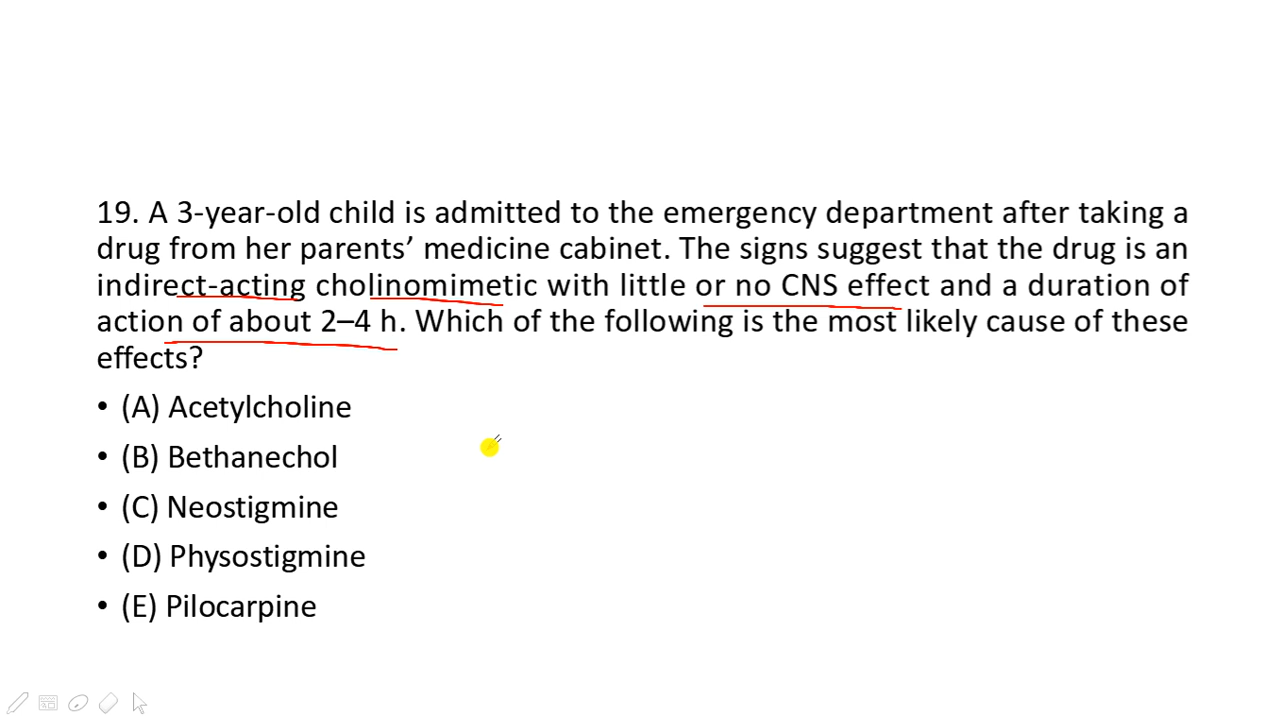 19. A 3-year-old child is admitted to the emergency department after taking a
drug from her parents’ medicine cabinet. The signs suggest that the drug is an
indirect-acting cholinomimetic with little or no CNS effect and a duration of
action of about 2–4 h. Which of the following is the most likely cause of these
effects?
• (A) Acetylcholine
• (B) Bethanechol
• (C) Neostigmine
• (D) Physostigmine
• (E) Pilocarpine